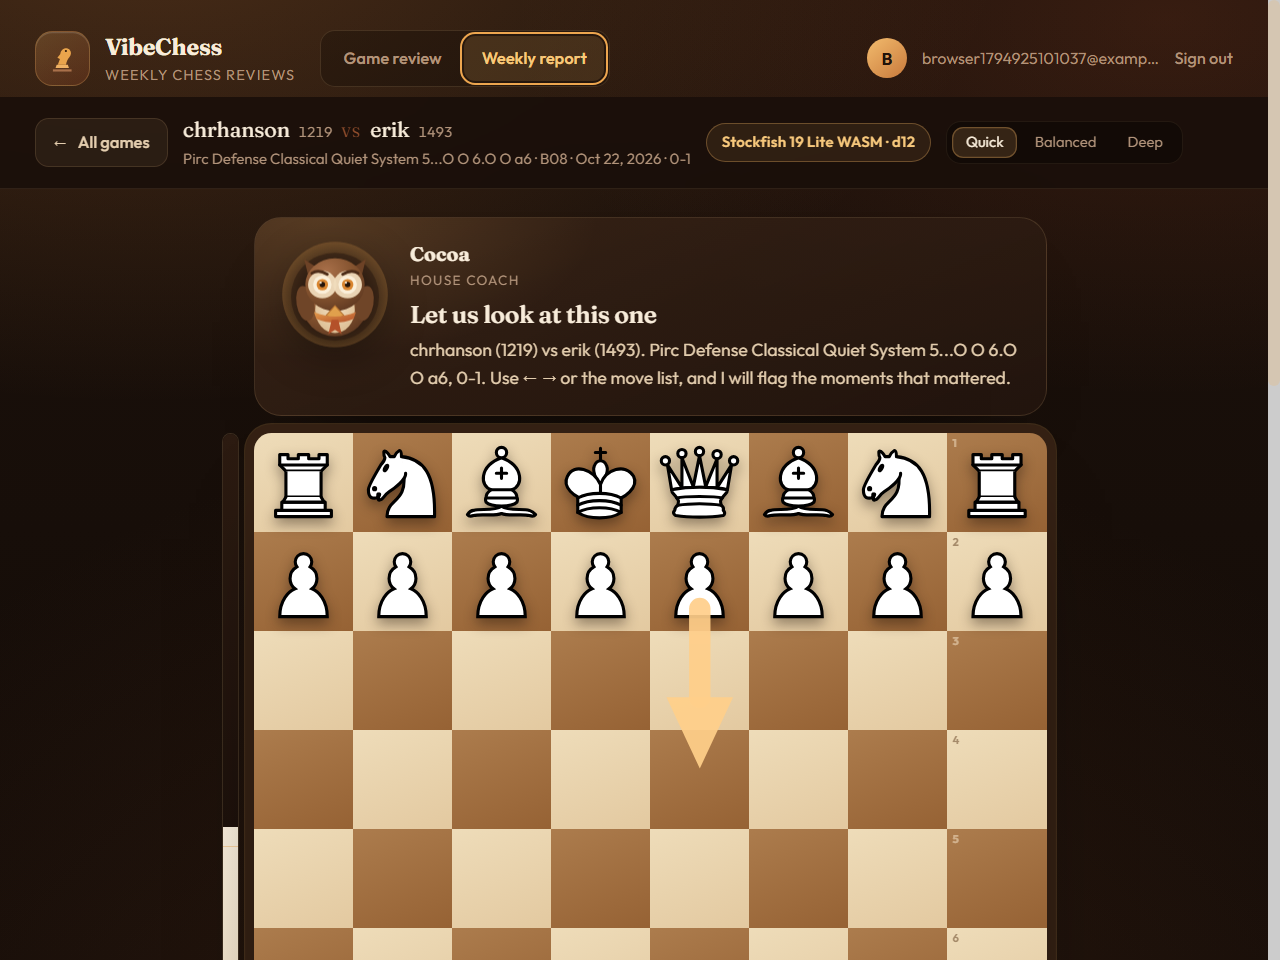 VibeChess
WEEKLY CHESS REVIEWS
Game review
Weekly report
B
browser1794925101037@examp...
Sign out
← All games
chrhanson 1219 VS erik 1493
Pirc Defense Classical Quiet System 5...O O 6.O O a6 · B08 · Oct 22, 2026 · 0-1
Stockfish 19 Lite WASM · d12
Quick
Balanced
Deep
Cocoa
HOUSE COACH
Let us look at this one
chrhanson (1219) vs erik (1493). Pirc Defense Classical Quiet System 5...O O 6.O
O a6, 0-1. Use ← → or the move list, and I will flag the moments that mattered.
1
2
3
4
5
6